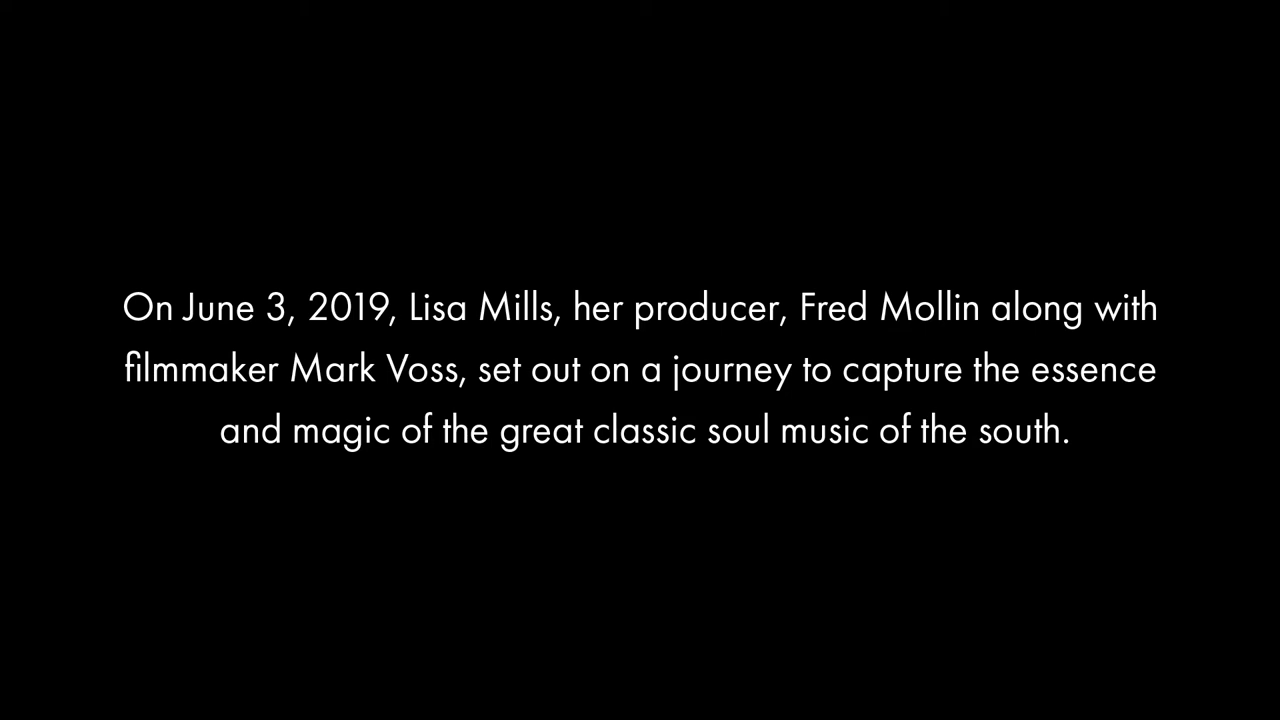 On June 3, 2019, Lisa Mills, her producer, Fred Mollin along with
filmmaker Mark Voss, set out on a journey to capture the essence
and magic of the great classic soul music of the south.